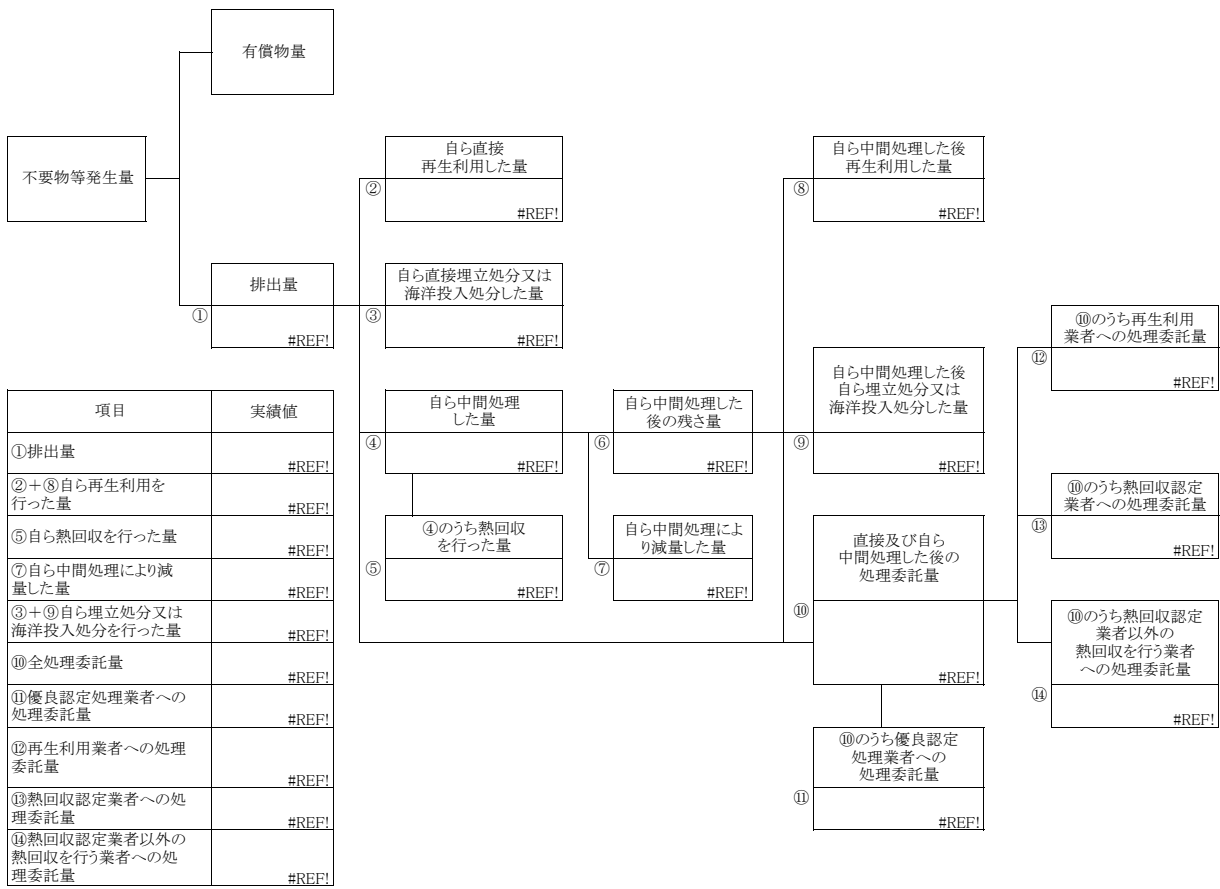 有償物量
不要物等発生量
自ら直接
再生利用した量
②
#REF!
自ら中間処理した後
再生利用した量
⑧
#REF!
排出量
①
#REF!
自ら直接埋立処分又は
海洋投入処分した量
③
#REF!
⑩のうち再生利用
業者への処理委託量
⑫
#REF!
自ら中間処理
した量
④
#REF!
自ら中間処理した
後の残さ量
⑥
#REF!
自ら中間処理した後
自ら埋立処分又は
海洋投入処分した量
⑨
#REF!
⑩のうち熱回収認定
業者への処理委託量
⑬
#REF!
④のうち熱回収
を行った量
⑤
#REF!
自ら中間処理によ
り減量した量
⑦
#REF!
直接及び自ら
中間処理した後の
処理委託量
⑩
#REF!
⑩のうち熱回収認定
業者以外の
熱回収を行う業者
への処理委託量
⑭
#REF!
⑩のうち優良認定
処理業者への
処理委託量
⑪
#REF!
項目 実績値
①排出量
#REF!
②＋⑧自ら再生利用を
行った量
#REF!
⑤自ら熱回収を行った量
#REF!
⑦自ら中間処理により減
量した量
#REF!
③＋⑨自ら埋立処分又は
海洋投入処分を行った量
#REF!
⑩全処理委託量
#REF!
⑪優良認定処理業者への
処理委託量
#REF!
⑫再生利用業者への処理
委託量
#REF!
⑬熱回収認定業者への処
理委託量
#REF!
⑭熱回収認定業者以外の
熱回収を行う業者への処
理委託量
#REF!